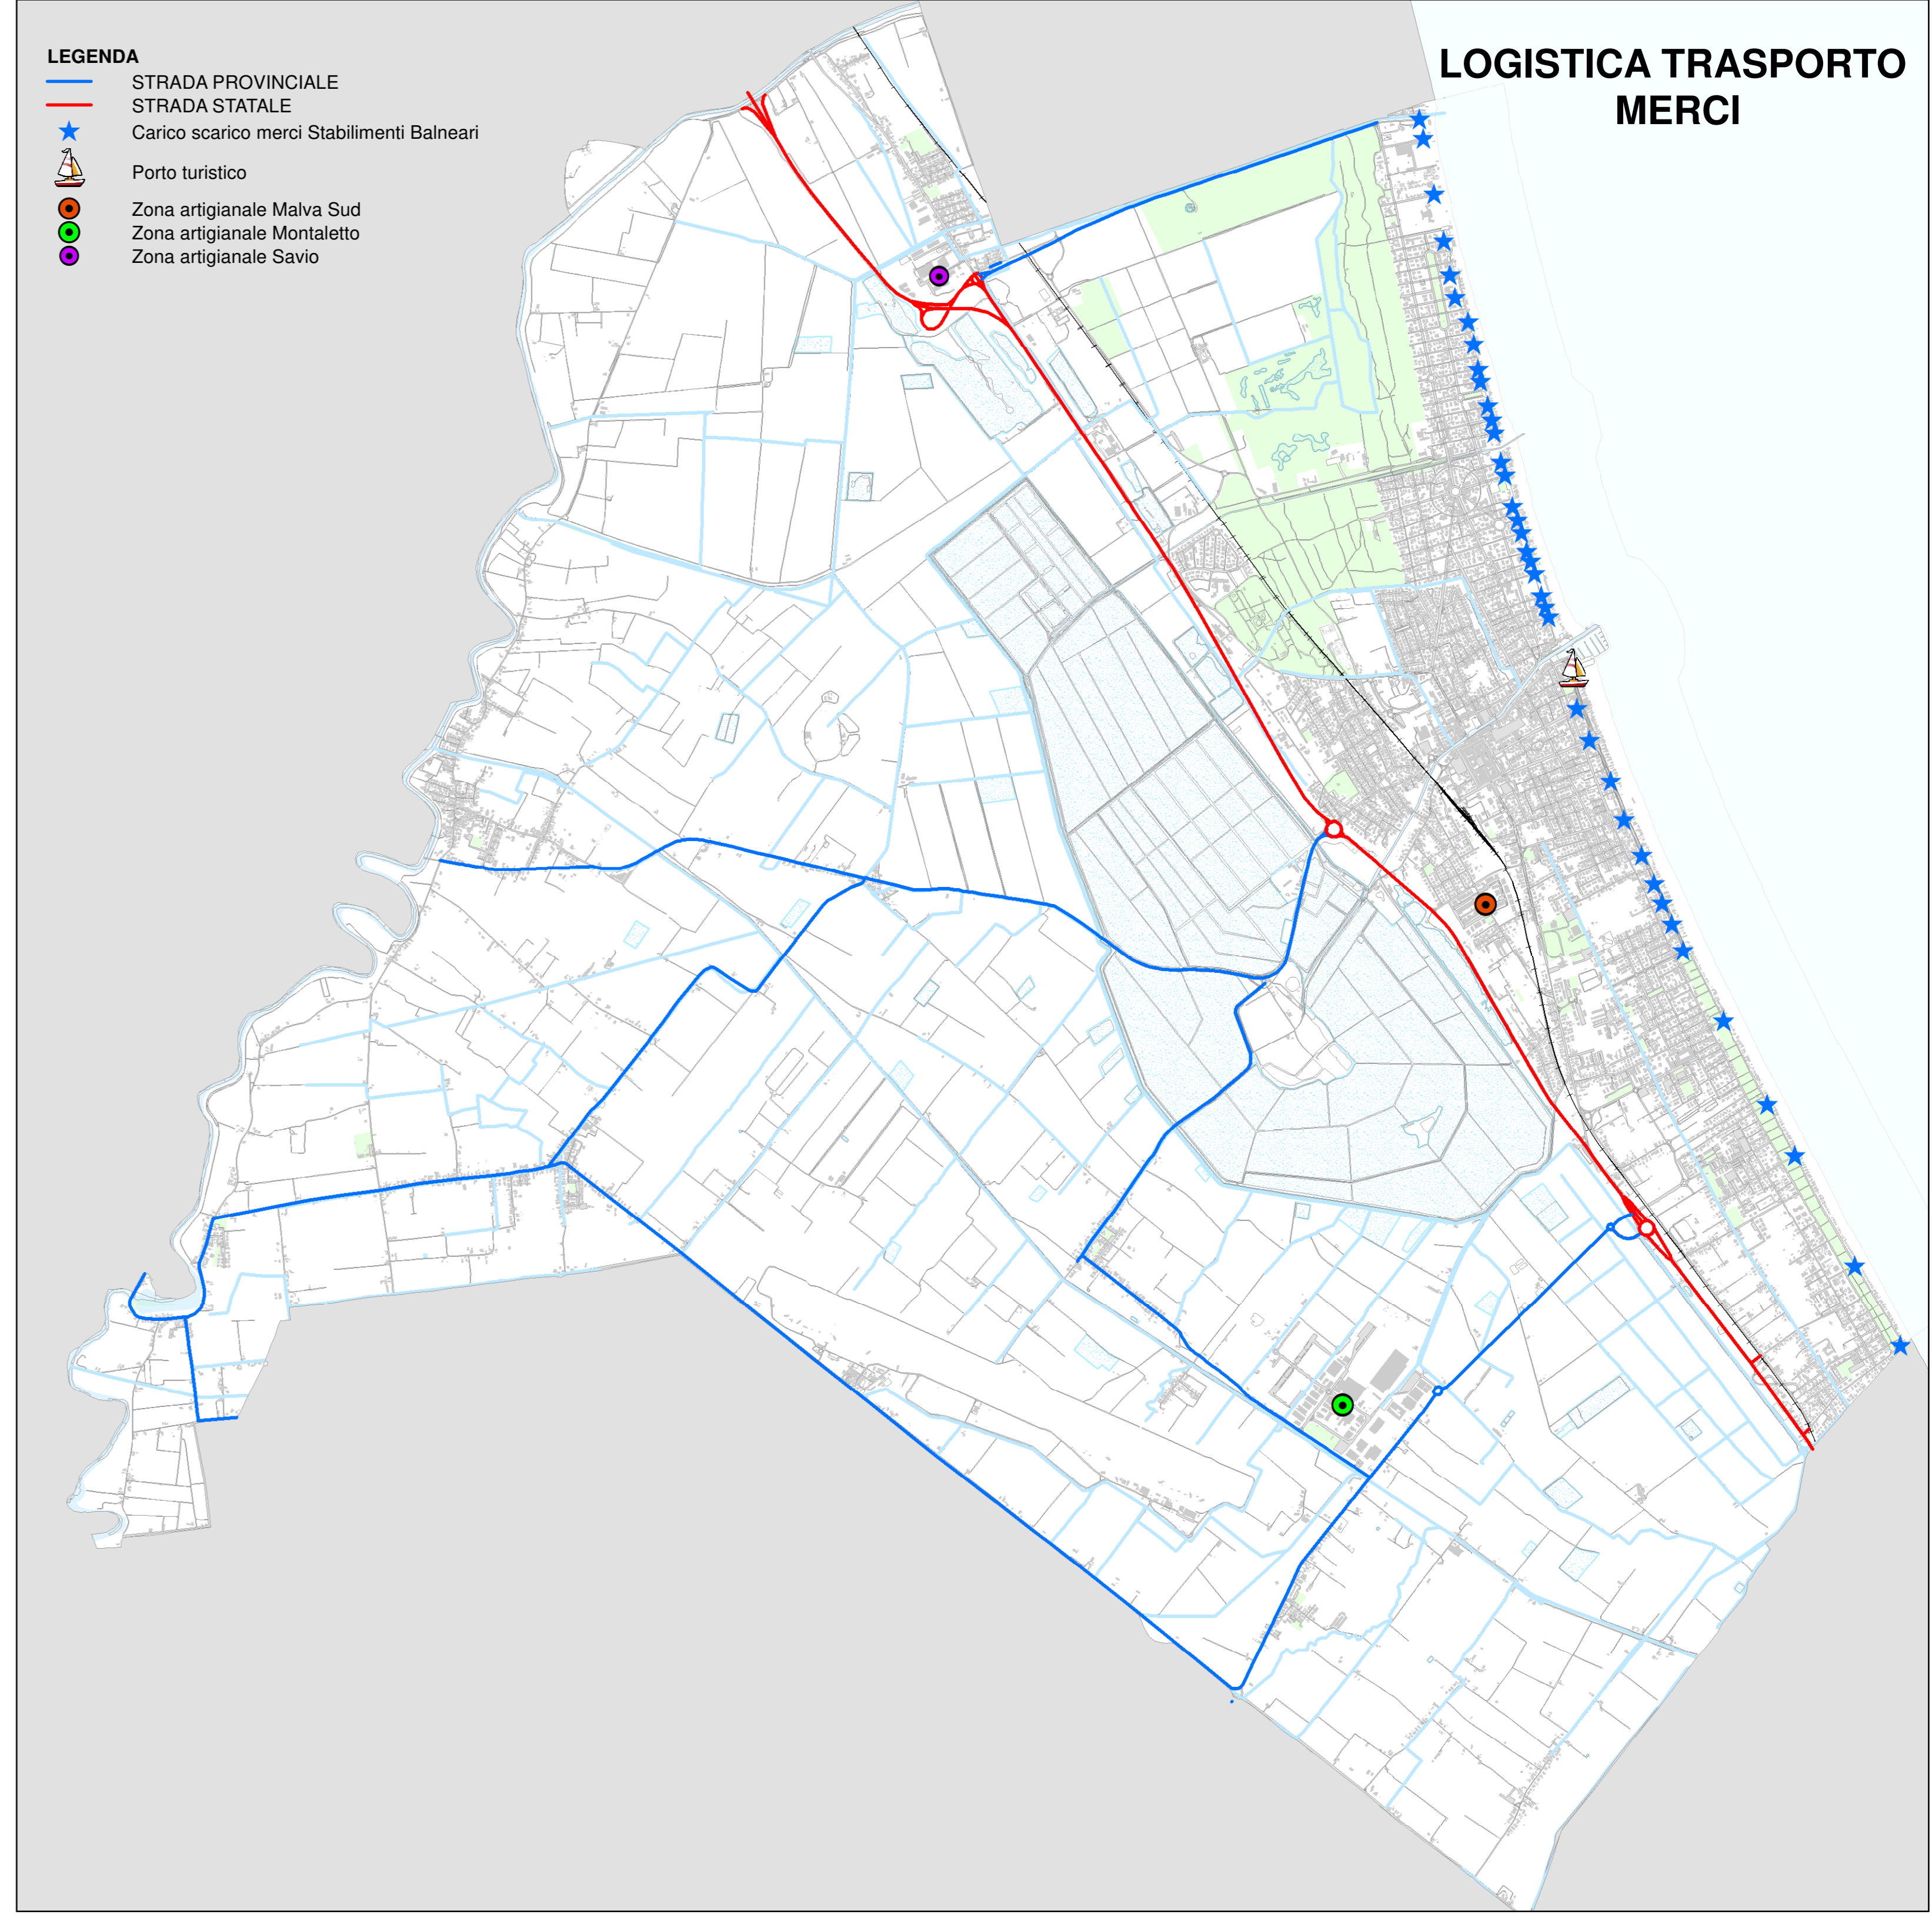 LEGENDA
STRADA PROVINCIALE
STRADA STATALE
Carico scarico merci Stabilimenti Balneari
Porto turistico
Zona artigianale Malva Sud
Zona artigianale Montaletto
Zona artigianale Savio
LOGISTICA TRASPORTO
MERCI